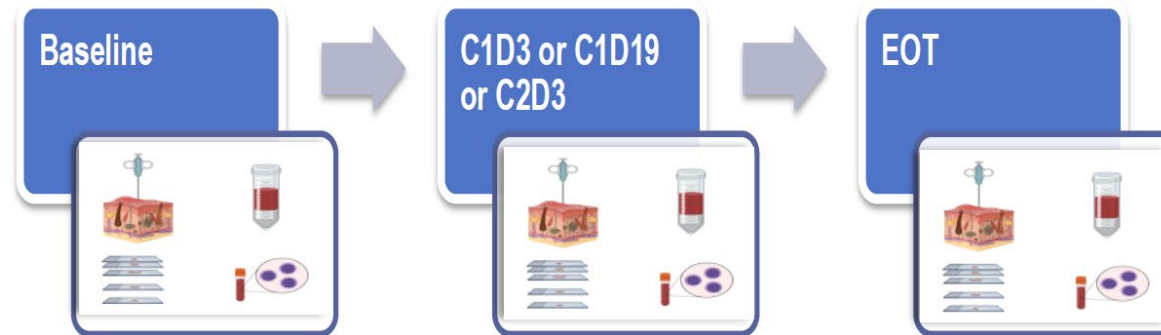 Baseline
C1D3 or C1D19
or C2D3
EOT